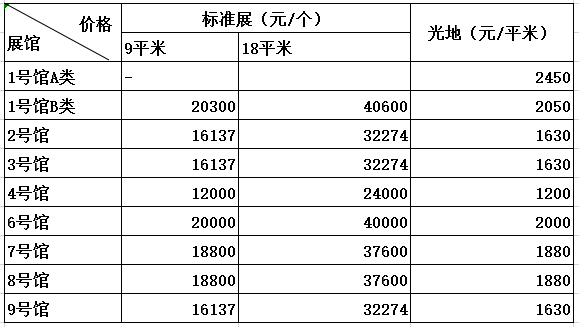 价格 标准展（元/个） 光地（元/平米）
展馆 9平米 18平米
1号馆A类 - 2450
1号馆B类 20300 40600 2050
2号馆 16137 32274 1630
3号馆 16137 32274 1630
4号馆 12000 24000 1200
6号馆 20000 40000 2000
7号馆 18800 37600 1880
8号馆 18800 37600 1880
9号馆 16137 32274 1630